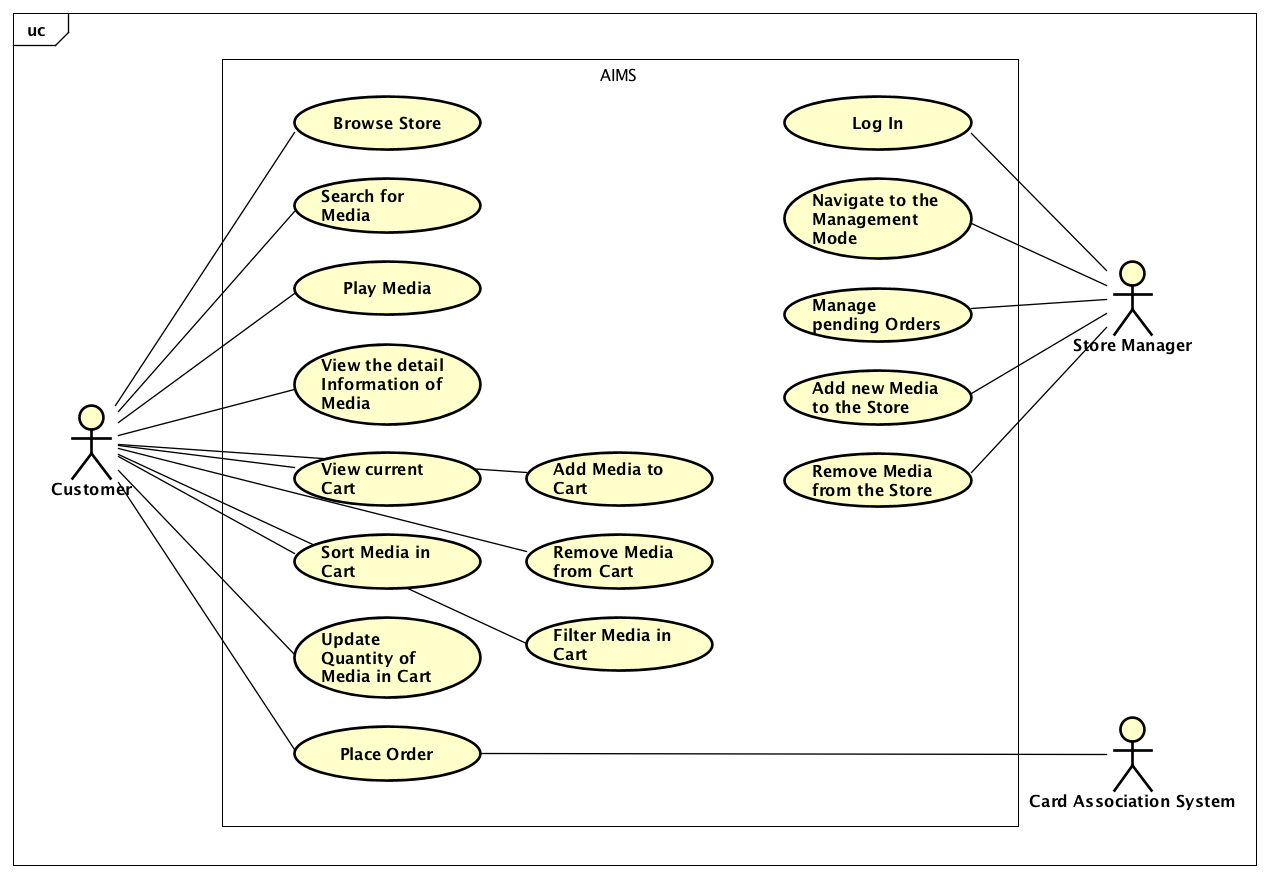 uc
AIMS
Browse Store
Log In
Search for
Media
Navigate to the
Management
Mode
Play Media
Manage
pending Orders
Store Manager
View the detail
Information of
Media
Add new Media
to the Store
Customer
View current
Cart
Add Media to
Cart
Remove Media
from the Store
Sort Media in
Cart
Remove Media
from Cart
Update
Quantity of
Media in Cart
Filter Media in
Cart
Place Order
Card Association System